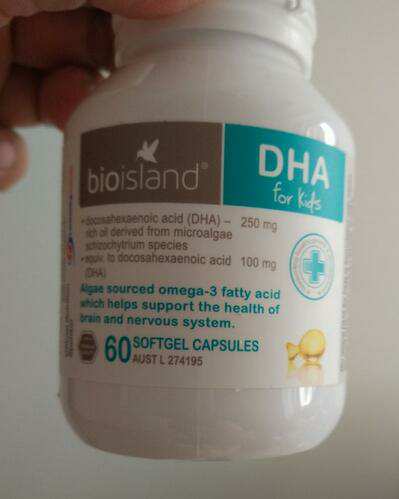 bioisland®
DHA
for Kids
• docosahexaenoic acid (DHA) – 250 mg
rich oil derived from microalgae
schizochytrium species
• equiv. to docosahexaenoic acid 100 mg
(DHA)
Algae sourced omega-3 fatty acid
which helps support the health of
brain and nervous system.
60 SOFTGEL CAPSULES
AUST L 274195